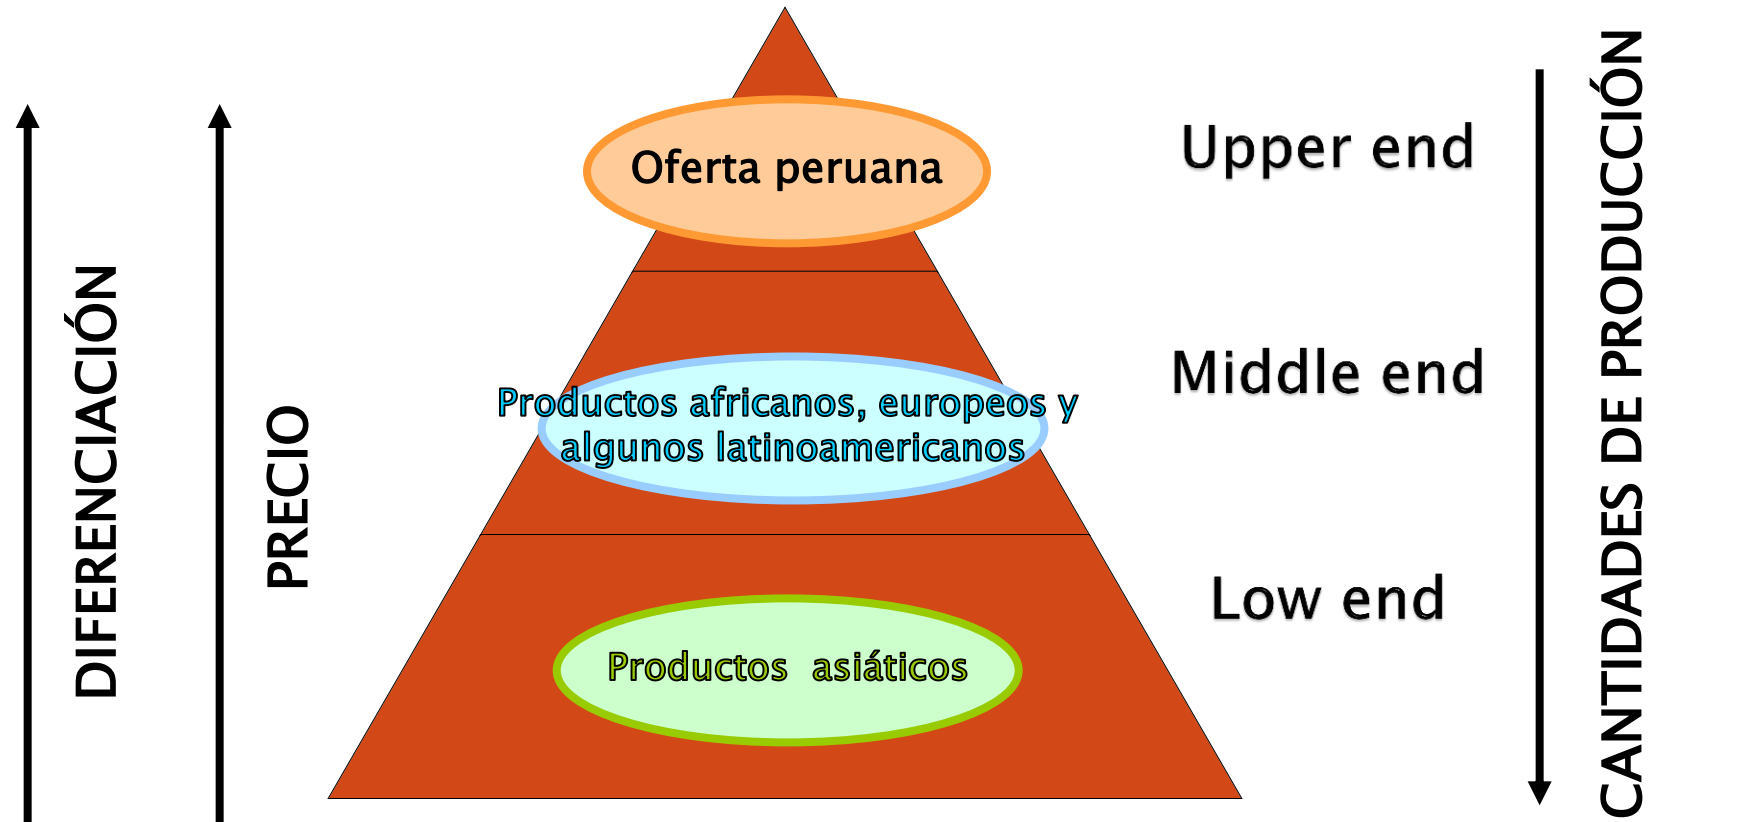 DIFERENCIACIÓN
PRECIO
Oferta peruana
Productos africanos, europeos y
algunos latinoamericanos
Productos asiáticos
Upper end
Middle end
Low end
CANTIDADES DE PRODUCCIÓN